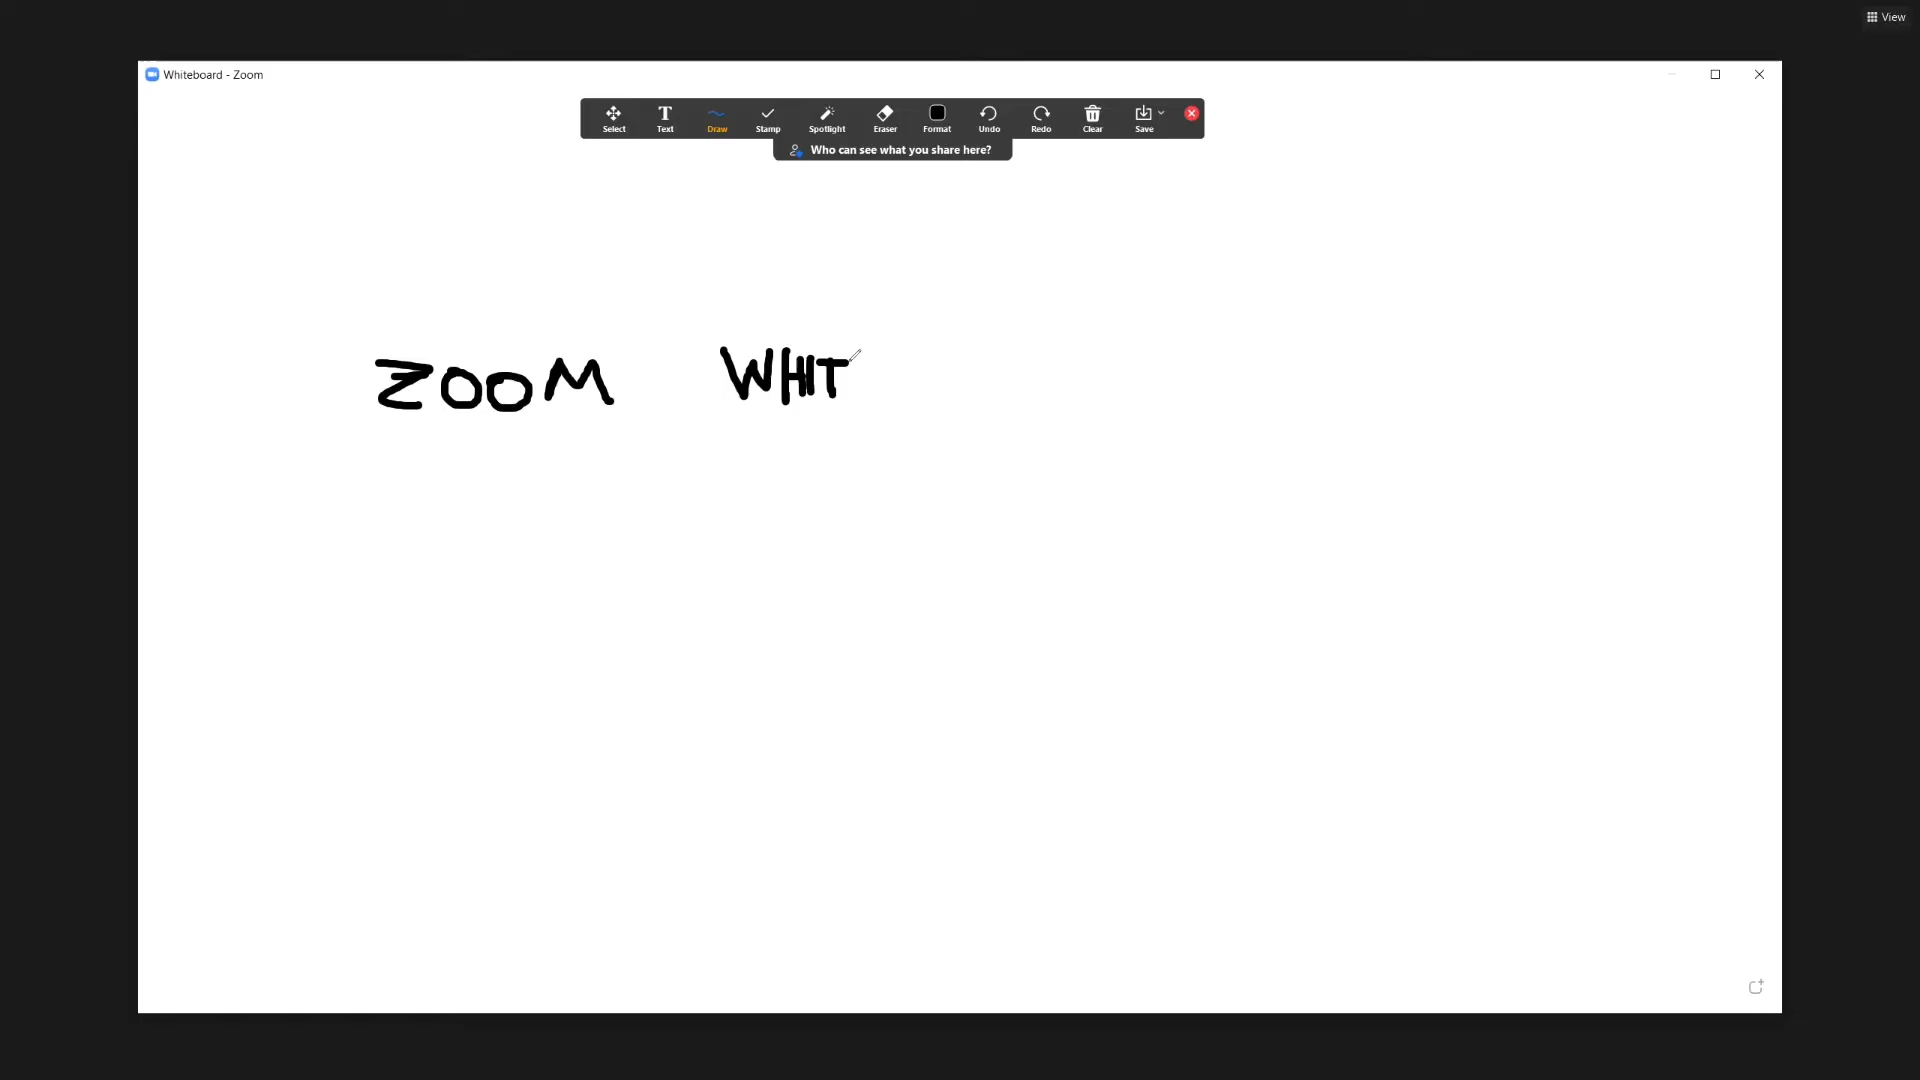 View
Whiteboard - Zoom
Select Text Draw Stamp Spotlight Eraser Format Undo Redo Clear Save
Who can see what you share here?
ZOOM WHIT